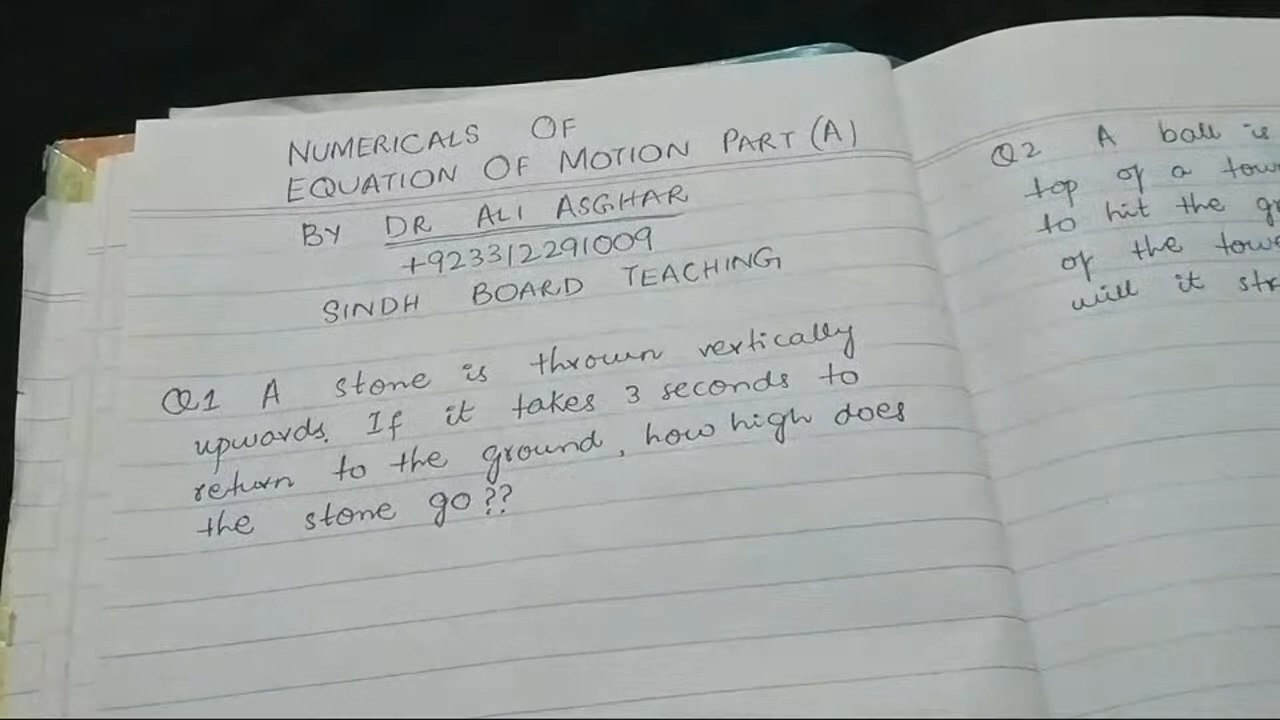 NUMERICALS OF
EQUATION OF MOTION PART (A)
BY DR ALI ASGHAR
+923312291009
SINDH BOARD TEACHING
Q1 A stone is thrown vertically
upwards. If it takes 3 seconds to
return to the ground, how high does
the stone go??
Q2 A ball is
top of a
to hit the
of the
will it